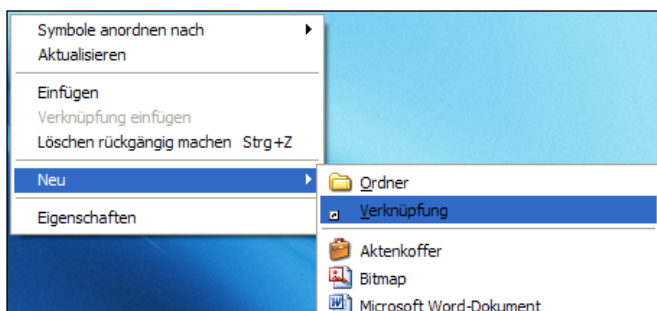 Symbole anordnen nach
Aktualisieren
Einfügen
Verknüpfung einfügen
Löschen rückgängig machen Strg+Z
Neu
Eigenschaften
Ordner
Verknüpfung
Aktenkoffer
Bitmap
Microsoft Word-Dokument